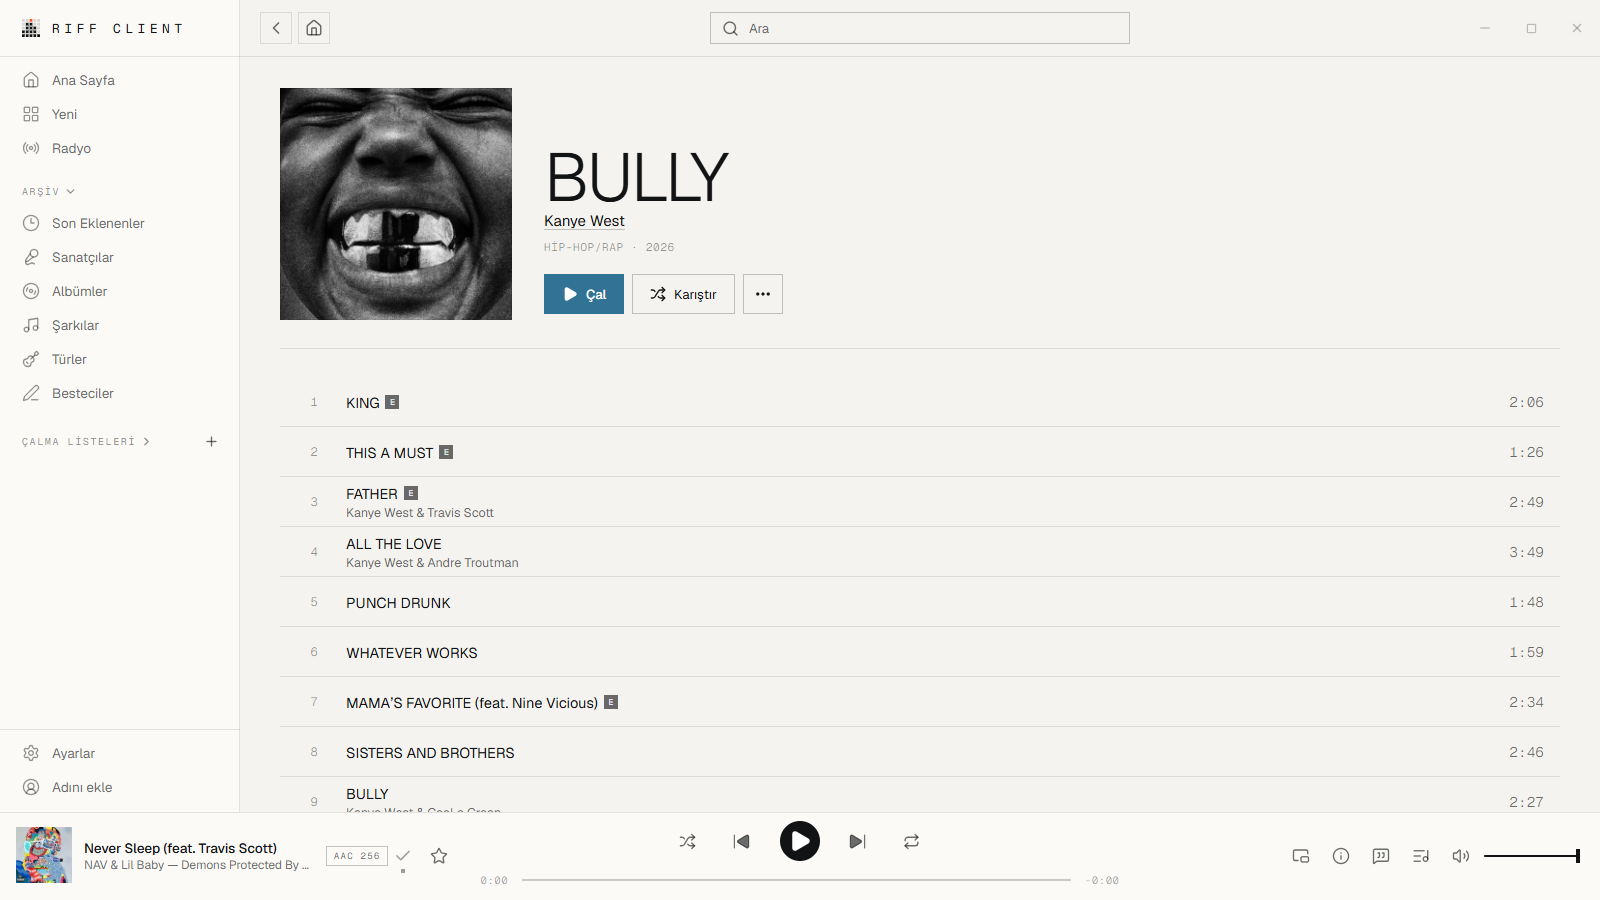 RIFF CLIENT
Ara
Ana Sayfa
Yeni
Radyo
ARŞİV
Son Eklenenler
Sanatçılar
Albümler
Şarkılar
Türler
Besteciler
ÇALMA LİSTELERİ
Ayarlar
Adını ekle
BULLY
Kanye West
HİP-HOP/RAP · 2026
Çal
Karıştır
1 KING E 2:06
2 THIS A MUST E 1:26
3 FATHER E 2:49
Kanye West & Travis Scott
4 ALL THE LOVE 3:49
Kanye West & Andre Troutman
5 PUNCH DRUNK 1:48
6 WHATEVER WORKS 1:59
7 MAMA'S FAVORITE (feat. Nine Vicious) E 2:34
8 SISTERS AND BROTHERS 2:46
9 BULLY 2:27
Kanye West & CeeLo Green
Never Sleep (feat. Travis Scott)
NAV & Lil Baby — Demons Protected By ...
AAC 256
0:00
-0:00